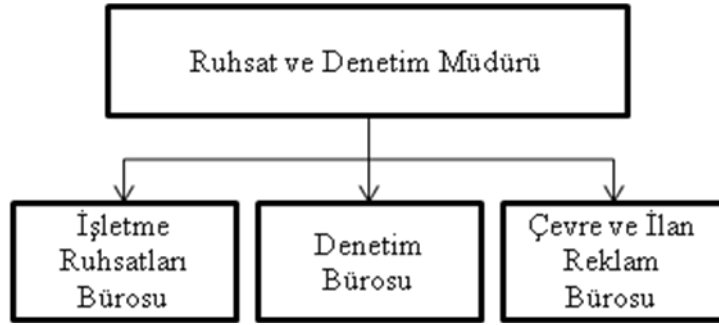 Ruhsat ve Denetim Müdürü
İşletme
Ruhsatları
Bürosu
Denetim
Bürosu
Çevre ve İlan
Reklam
Bürosu